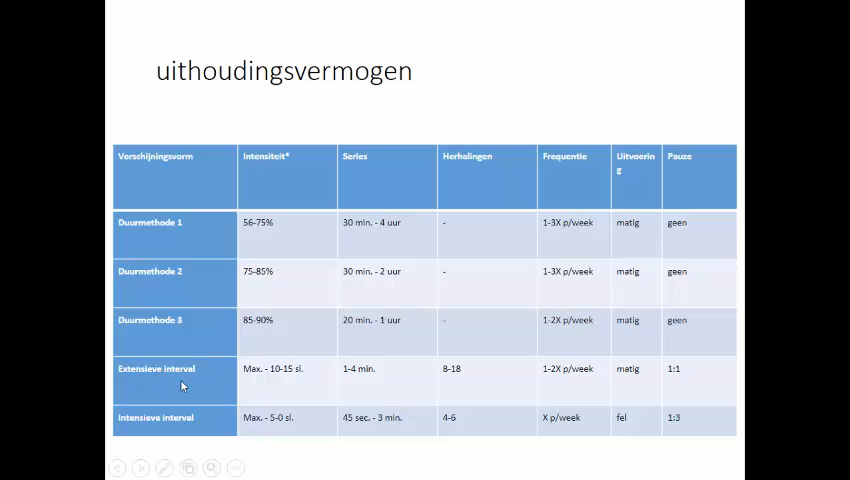 uithoudingsvermogen
Verschijningsvorm Intensiteit* Series Herhalingen Frequentie Uitvoerin Pauze
g
Duurmethode 1 56-75% 30 min. - 4 uur - 1-3X p/week matig geen
Duurmethode 2 75-85% 30 min. - 2 uur - 1-3X p/week matig geen
Duurmethode 3 85-90% 20 min. - 1 uur - 1-2X p/week matig geen
Extensieve interval Max. - 10-15 sl. 1-4 min. 8-18 1-2X p/week matig 1:1
Intensieve interval Max. - 5-0 sl. 45 sec. - 3 min. 4-6 X p/week fel 1:3